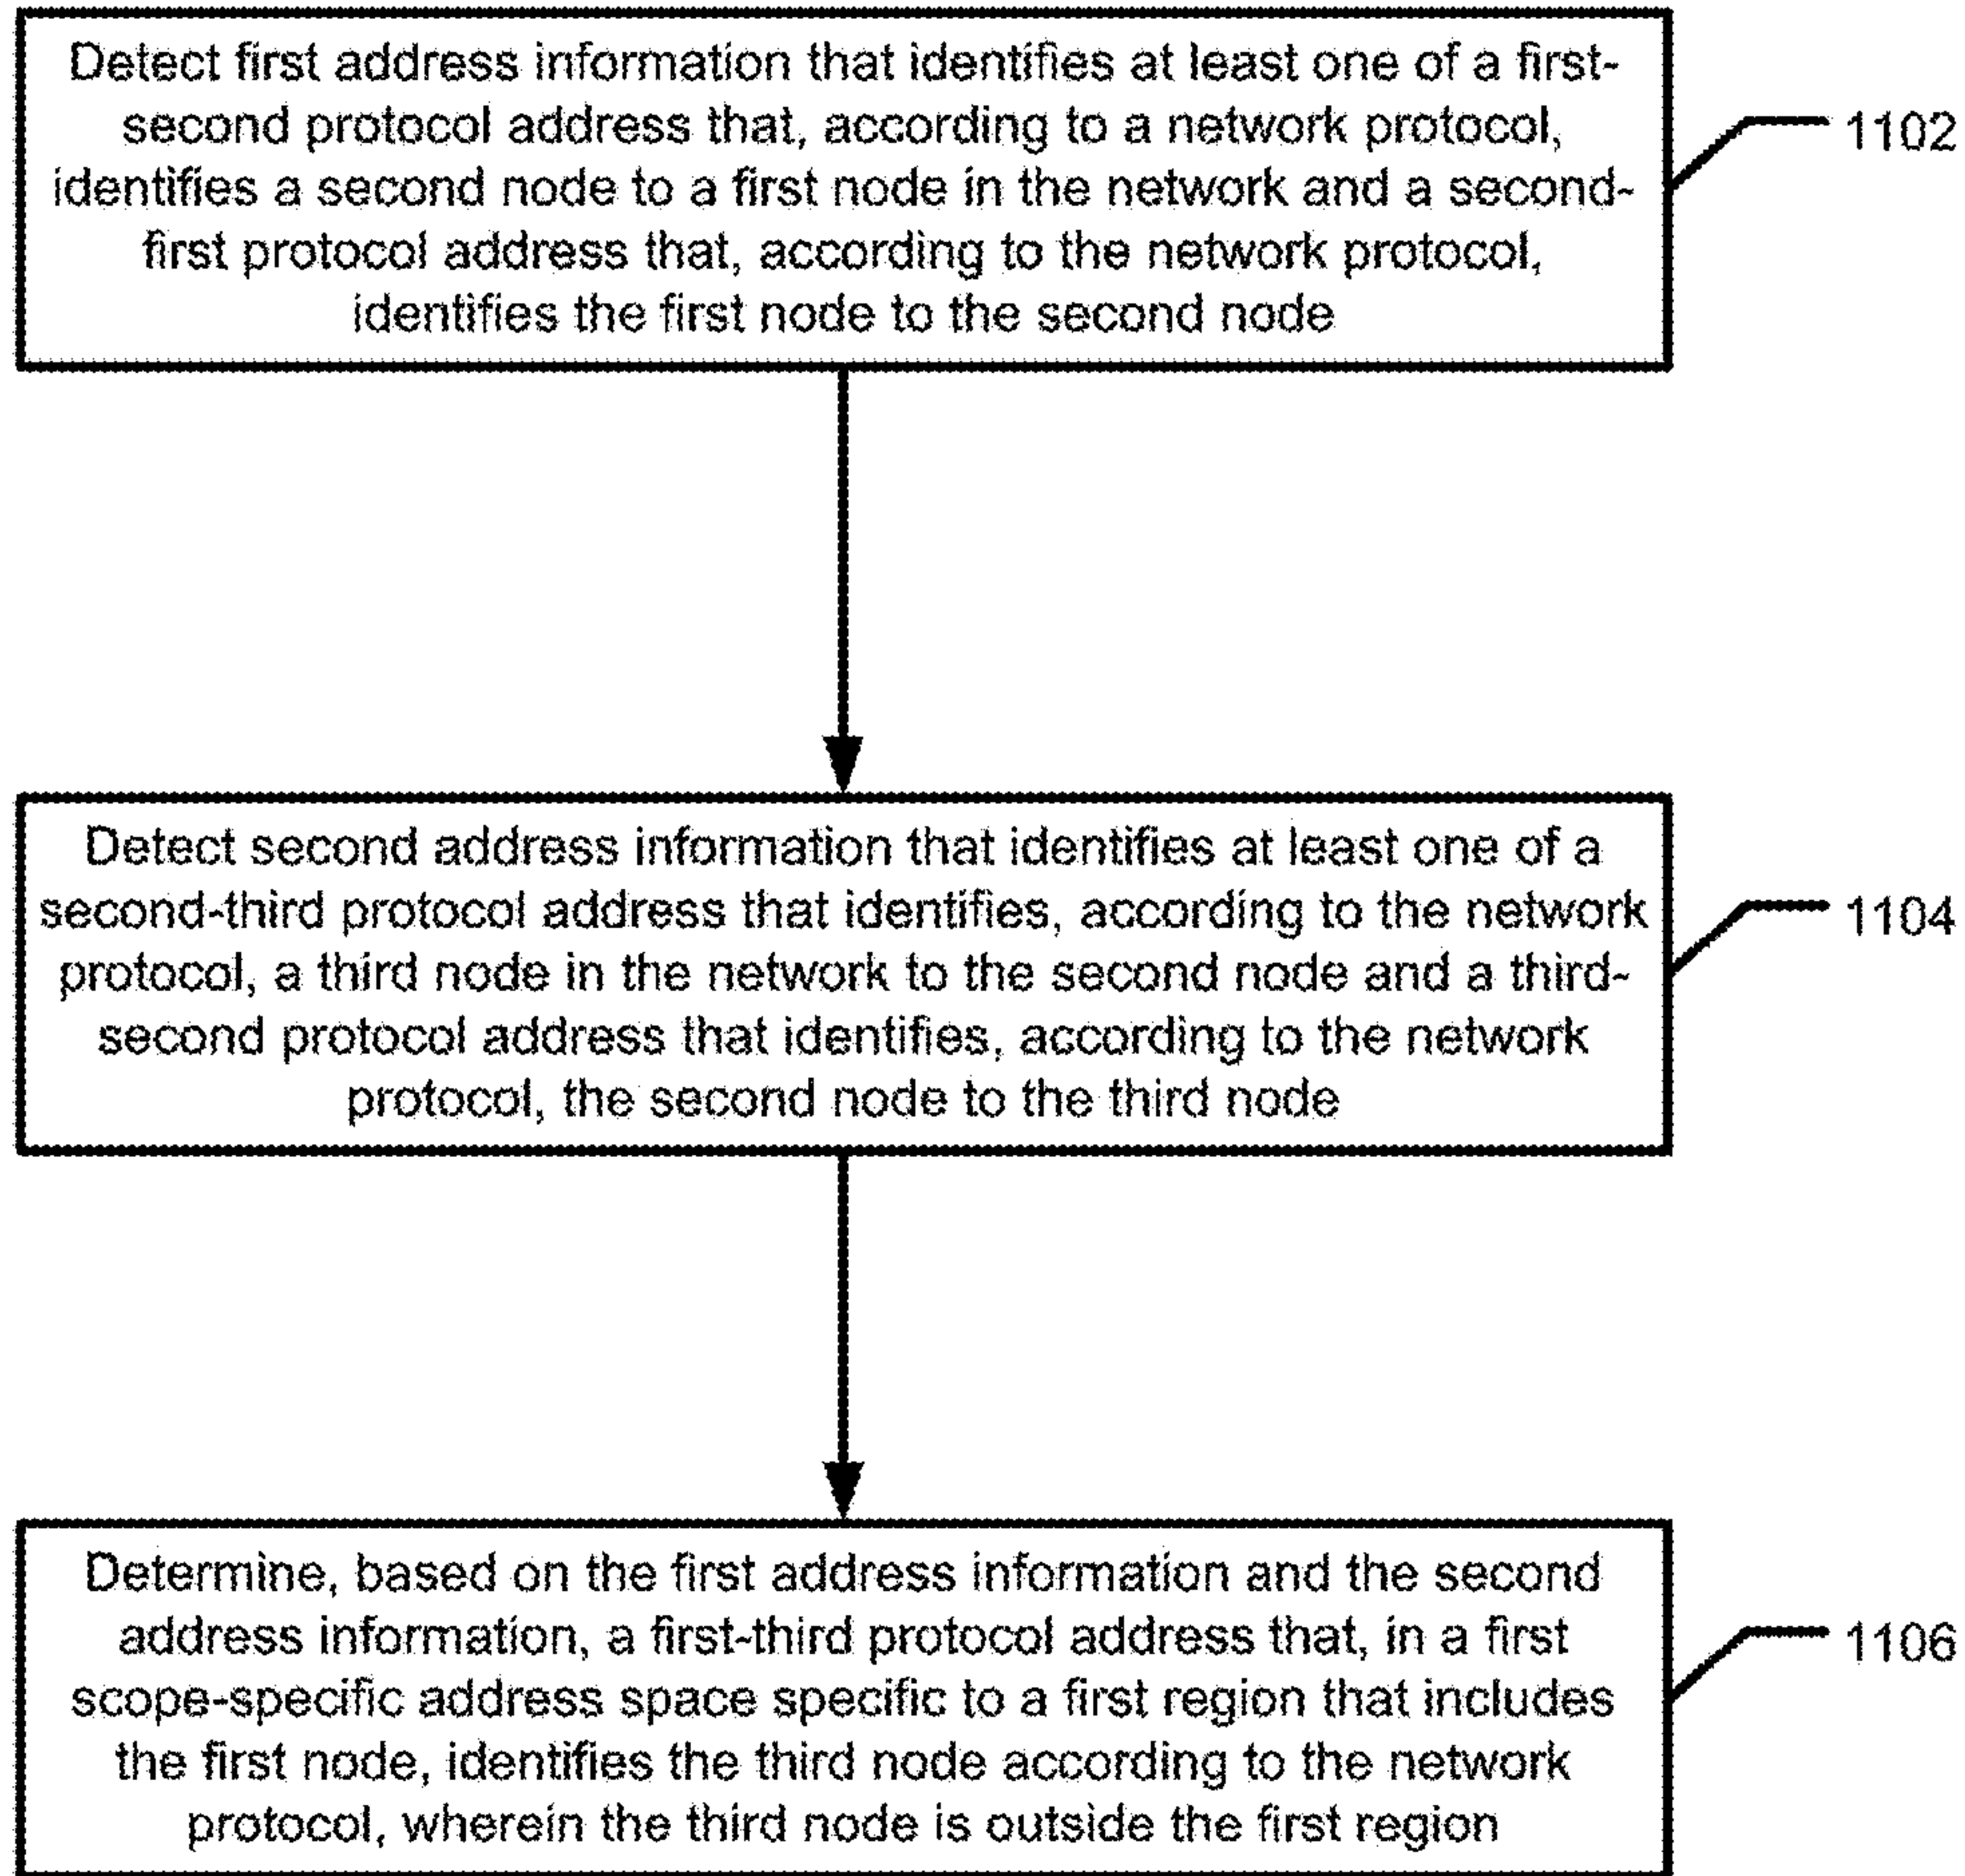 Detect first address information that identifies at least one of a first-
second protocol address that, according to a network protocol,
identifies a second node to a first node in the network and a second-
first protocol address that, according to the network protocol,
identifies the first node to the second node
1102
Detect second address information that identifies at least one of a
second-third protocol address that identifies, according to the network
protocol, a third node in the network to the second node and a third-
second protocol address that identifies, according to the network
protocol, the second node to the third node
1104
Determine, based on the first address information and the second
address information, a first-third protocol address that, in a first
scope-specific address space specific to a first region that includes
the first node, identifies the third node according to the network
protocol, wherein the third node is outside the first region
1106